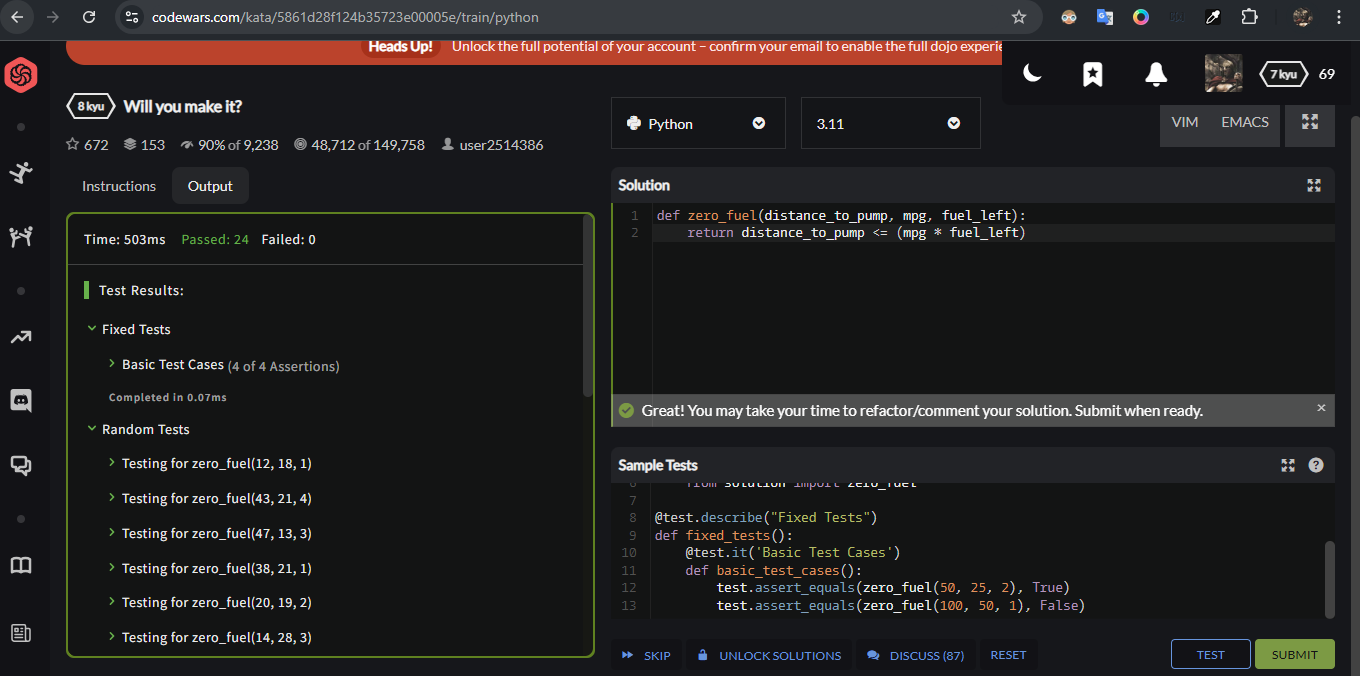 codewars.com/kata/5861d28f124b35723e00005e/train/python
Heads Up! Unlock the full potential of your account – confirm your email to enable the full dojo experie
7 kyu 69
8 kyu Will you make it?
672 153 90% of 9,238 48,712 of 149,758 user2514386
Python 3.11 VIM EMACS
Instructions Output
Time: 503ms Passed: 24 Failed: 0
Test Results:
Fixed Tests
Basic Test Cases (4 of 4 Assertions)
Completed in 0.07ms
Random Tests
Testing for zero_fuel(12, 18, 1)
Testing for zero_fuel(43, 21, 4)
Testing for zero_fuel(47, 13, 3)
Testing for zero_fuel(38, 21, 1)
Testing for zero_fuel(20, 19, 2)
Testing for zero_fuel(14, 28, 3)
Solution
1 def zero_fuel(distance_to_pump, mpg, fuel_left):
2 return distance_to_pump <= (mpg * fuel_left)
Great! You may take your time to refactor/comment your solution. Submit when ready.
Sample Tests
6 from solution import zero_fuel
7
8 @test.describe("Fixed Tests")
9 def fixed_tests():
10 @test.it('Basic Test Cases')
11 def basic_test_cases():
12 test.assert_equals(zero_fuel(50, 25, 2), True)
13 test.assert_equals(zero_fuel(100, 50, 1), False)
SKIP UNLOCK SOLUTIONS DISCUSS (87) RESET TEST SUBMIT